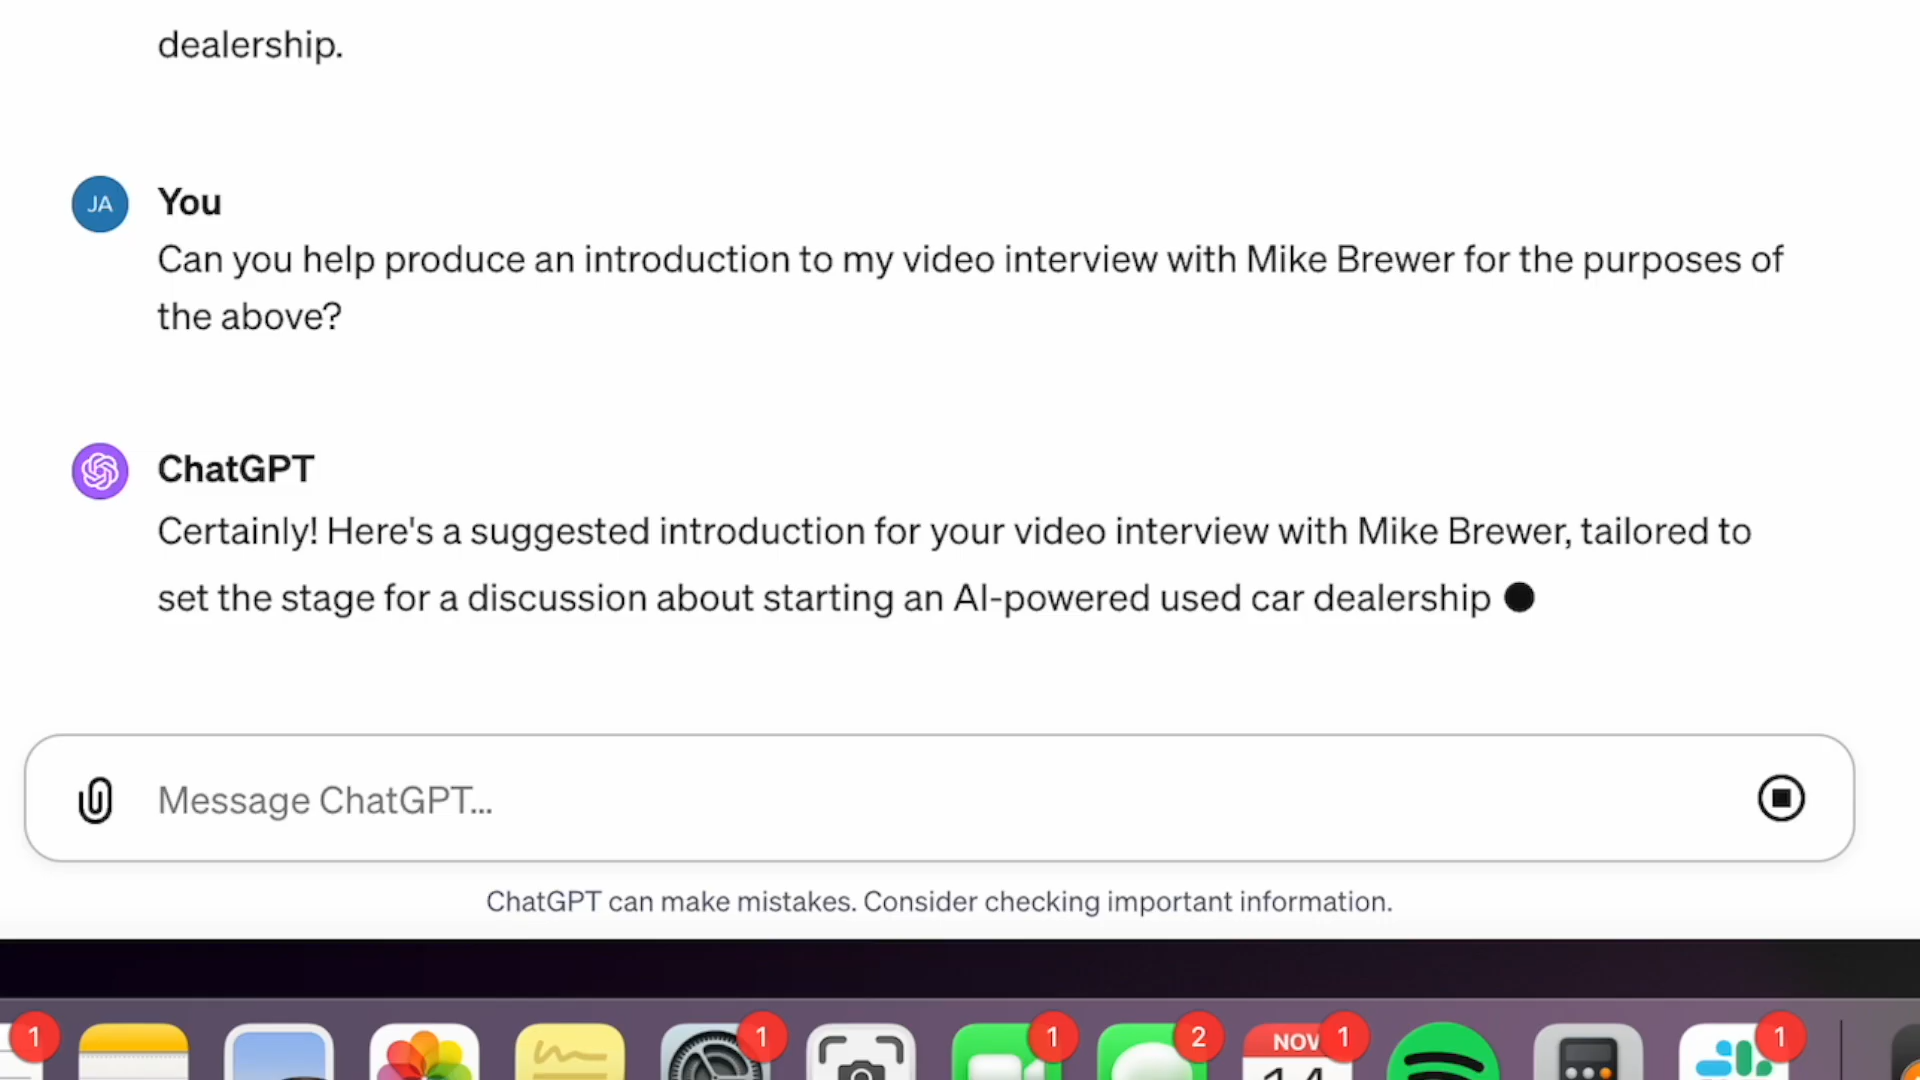 dealership.
JA
You
Can you help produce an introduction to my video interview with Mike Brewer for the purposes of
the above?
ChatGPT
Certainly! Here's a suggested introduction for your video interview with Mike Brewer, tailored to
set the stage for a discussion about starting an AI-powered used car dealership
Message ChatGPT...
ChatGPT can make mistakes. Consider checking important information.
1
1
1
2
NOV
1
14
1